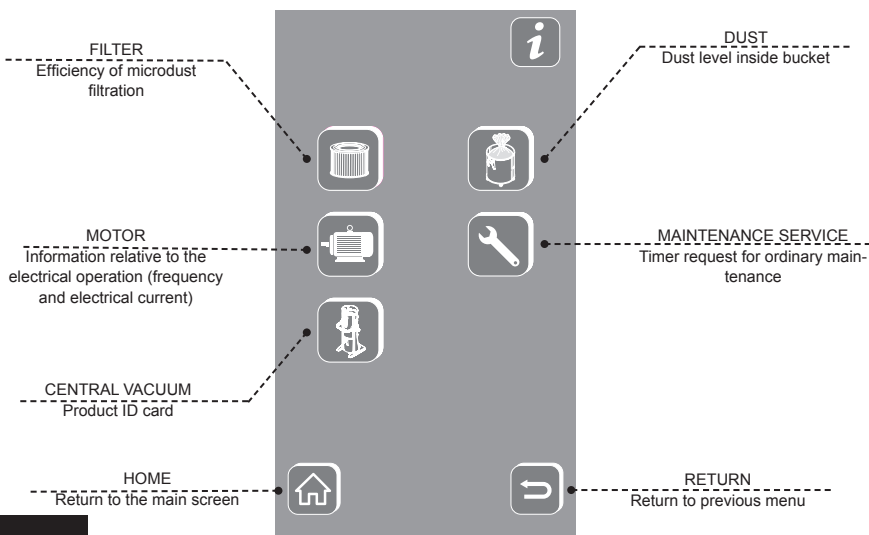 FILTER
Efficiency of microdust
filtration
MOTOR
Information relative to the
electrical operation (frequency
and electrical current)
CENTRAL VACUUM
Product ID card
HOME
Return to the main screen
i
DUST
Dust level inside bucket
MAINTENANCE SERVICE
Timer request for ordinary main-
tenance
RETURN
Return to previous menu